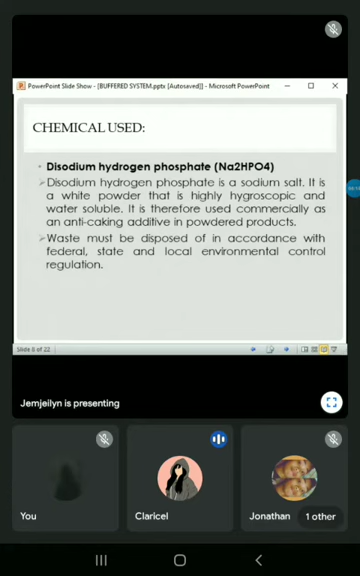 PowerPoint Slide Show - [BUFFERED SYSTEM.pptx [Autosaved]] - Microsoft PowerPoint
CHEMICAL USED:
• Disodium hydrogen phosphate (Na2HPO4)
➢Disodium hydrogen phosphate is a sodium salt. It is
a white powder that is highly hygroscopic and
water soluble. It is therefore used commercially as
an anti-caking additive in powdered products.
➢Waste must be disposed of in accordance with
federal, state and local environmental control
regulation.
Slide 8 of 22
Jemjeilyn is presenting
You
Claricel
Jonathan
1 other